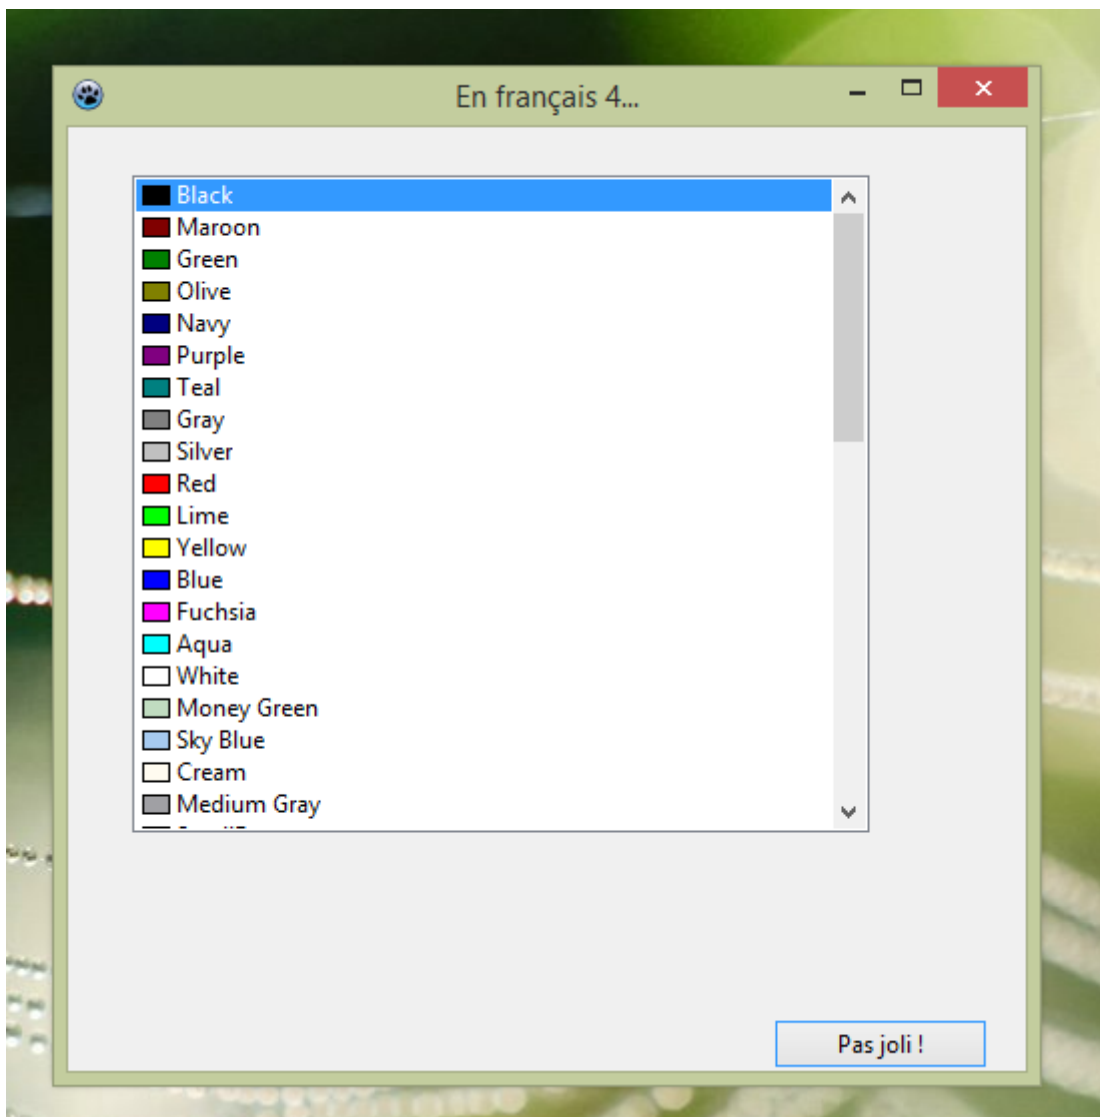 En français 4...
Black
Maroon
Green
Olive
Navy
Purple
Teal
Gray
Silver
Red
Lime
Yellow
Blue
Fuchsia
Aqua
White
Money Green
Sky Blue
Cream
Medium Gray
Pas joli !